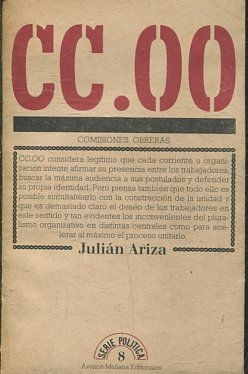 CC.OO
COMISIONES OBRERAS
CC.OO considera legítimo que cada corriente u organi-
zación intente afirmar su presencia entre los trabajadores,
buscar la máxima audiencia a sus postulados y defender
su propia identidad. Pero piensa también que todo ello es
posible simultanearlo con la construcción de la unidad y
que es demasiado claro el deseo de los trabajadores en
este sentido y tan evidentes los inconvenientes del plura-
lismo organizativo en distintas centrales como para ace-
lerar al máximo el proceso unitario.
Julián Ariza
SERIE POLITICA
8
Avance-Mañana Editoriales